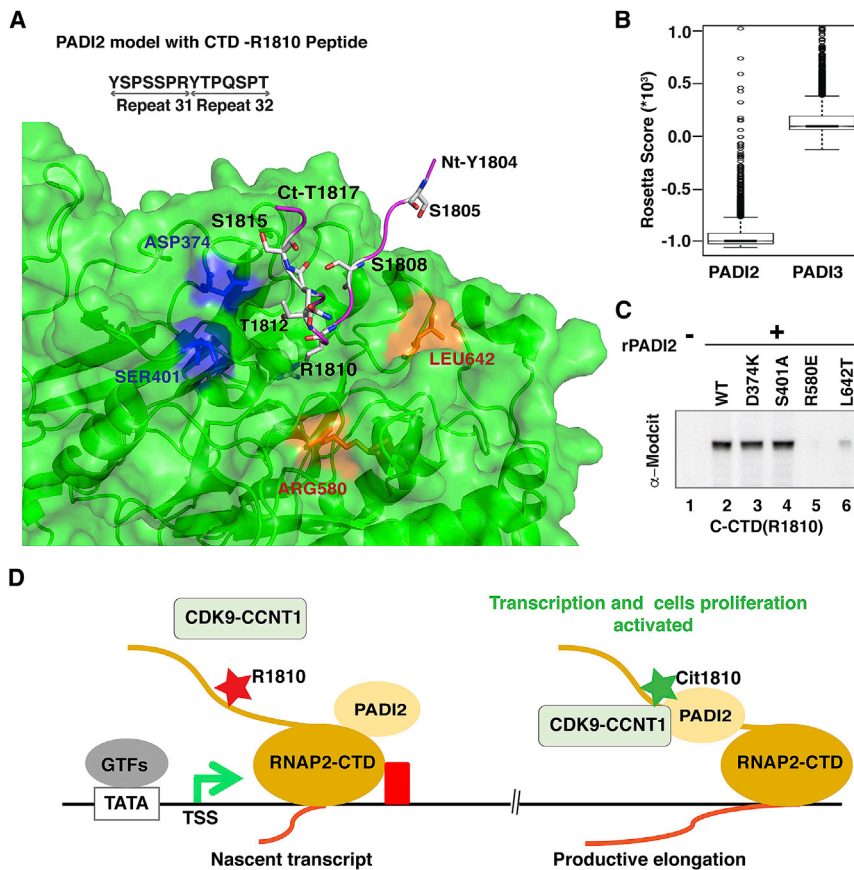 A
PADI2 model with CTD -R1810 Peptide
YSPSSPRYTPQSPT
Repeat 31 Repeat 32
Nt-Y1804
Ct-T1817
S1805
S1815
ASP374
S1808
T1812
LEU642
SER401
R1810
ARG580
B
Rosetta Score (*10³)
1.0
0.5
0.0
-0.5
-1.0
PADI2 PADI3
C
rPADI2 - +
WT D374K S401A R580E L642T
α-Modcit
1 2 3 4 5 6
C-CTD(R1810)
D
CDK9-CCNT1
R1810
PADI2
GTFs
RNAP2-CTD
TATA
TSS
Nascent transcript
Transcription and cells proliferation
activated
Cit1810
CDK9-CCNT1
PADI2
RNAP2-CTD
//
Productive elongation